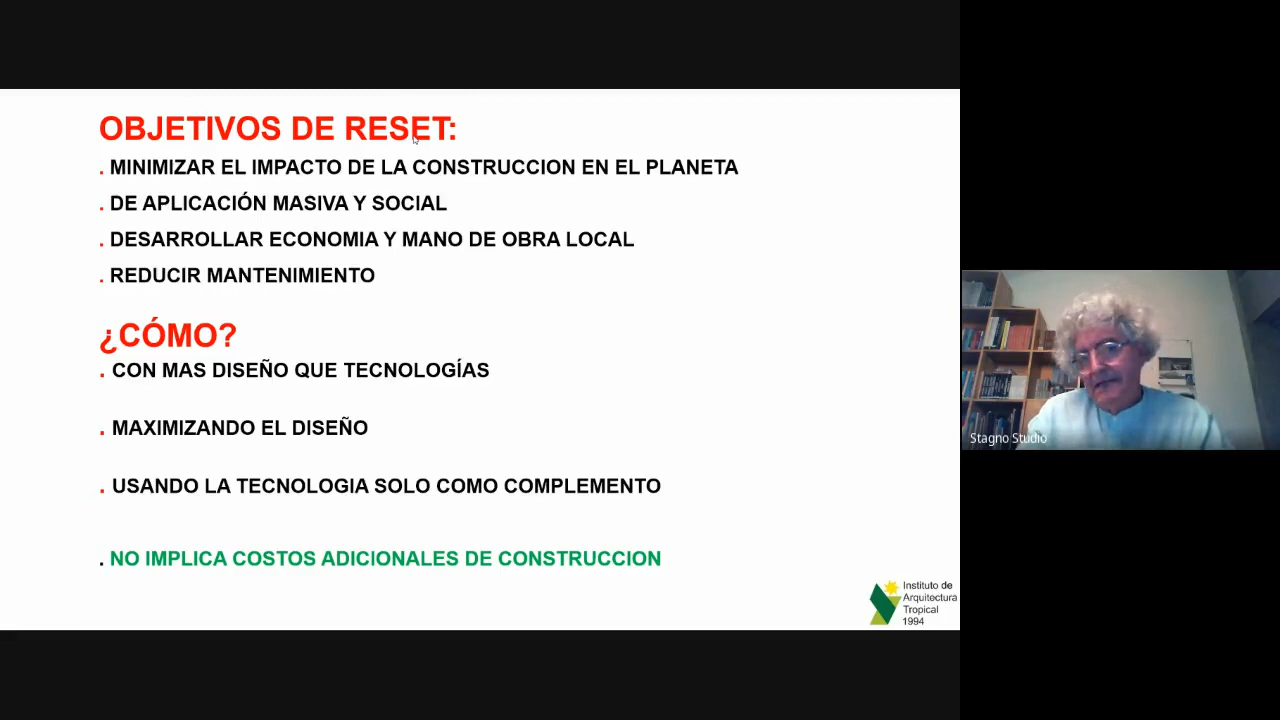 OBJETIVOS DE RESET:
. MINIMIZAR EL IMPACTO DE LA CONSTRUCCION EN EL PLANETA
. DE APLICACIÓN MASIVA Y SOCIAL
. DESARROLLAR ECONOMIA Y MANO DE OBRA LOCAL
. REDUCIR MANTENIMIENTO
¿CÓMO?
. CON MAS DISEÑO QUE TECNOLOGÍAS
. MAXIMIZANDO EL DISEÑO
. USANDO LA TECNOLOGIA SOLO COMO COMPLEMENTO
. NO IMPLICA COSTOS ADICIONALES DE CONSTRUCCION
Instituto de
Arquitectura
Tropical
1994
Stagno Studio